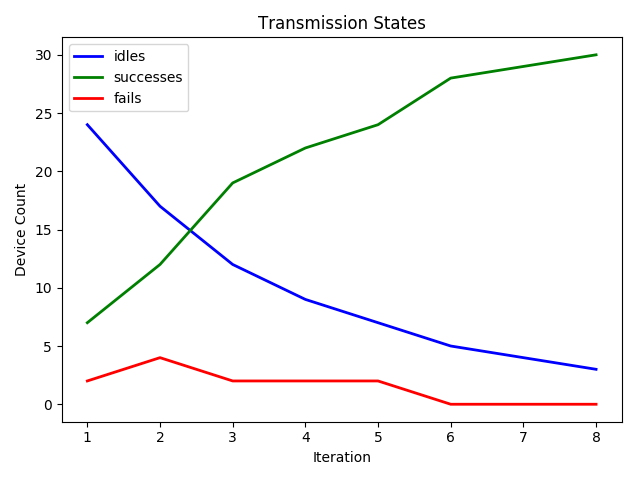 Transmission States
idles
successes
fails
30
25
20
15
10
5
0
Device Count
1 2 3 4 5 6 7 8
Iteration